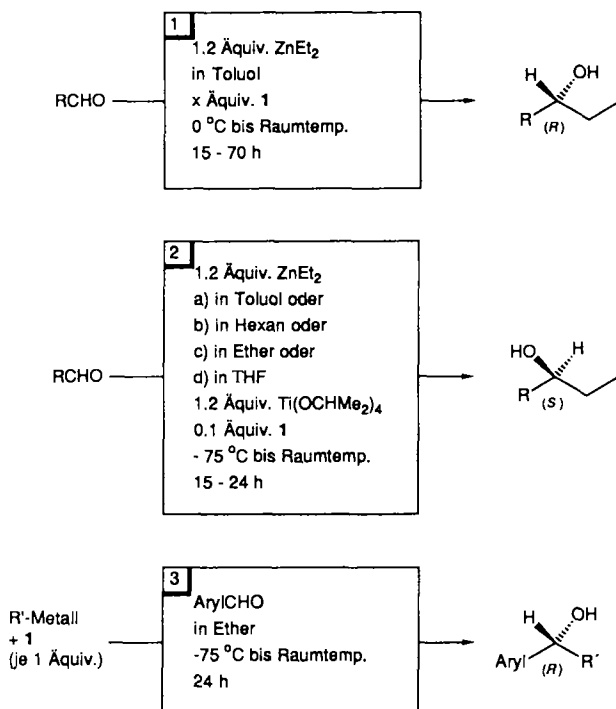 1
1.2 Äquiv. ZnEt2
in Toluol
x Äquiv. 1
0 °C bis Raumtemp.
15 - 70 h
RCHO
H OH
R (R)
2
1.2 Äquiv. ZnEt2
a) in Toluol oder
b) in Hexan oder
c) in Ether oder
d) in THF
1.2 Äquiv. Ti(OCHMe2)4
0.1 Äquiv. 1
- 75 °C bis Raumtemp.
15 - 24 h
RCHO
HO H
R (S)
3
ArylCHO
in Ether
-75 °C bis Raumtemp.
24 h
R'-Metall
+ 1
(je 1 Äquiv.)
H OH
Aryl (R) R'